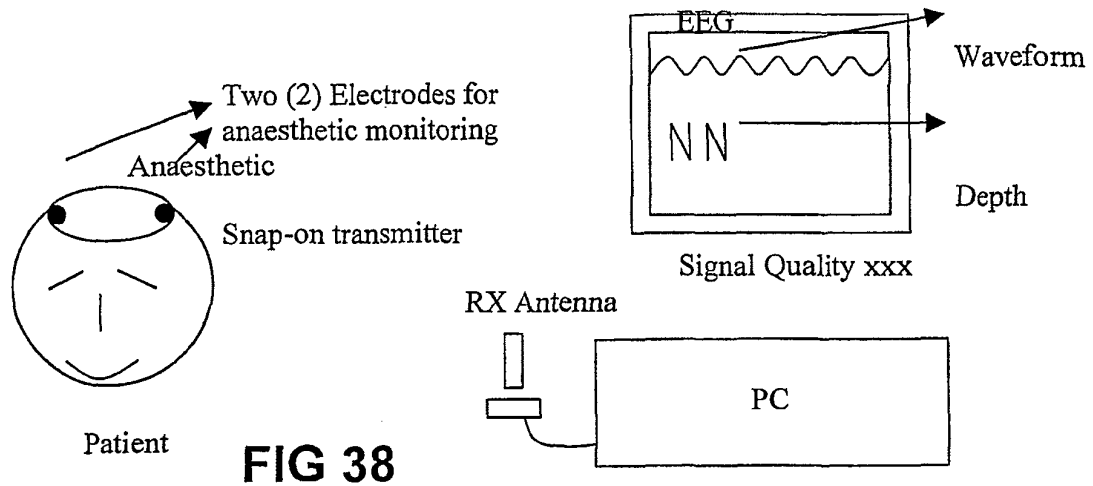 EEG
Waveform
Two (2) Electrodes for
anaesthetic monitoring
Anaesthetic
NN
Depth
Snap-on transmitter
Signal Quality xxx
RX Antenna
PC
Patient
FIG 38